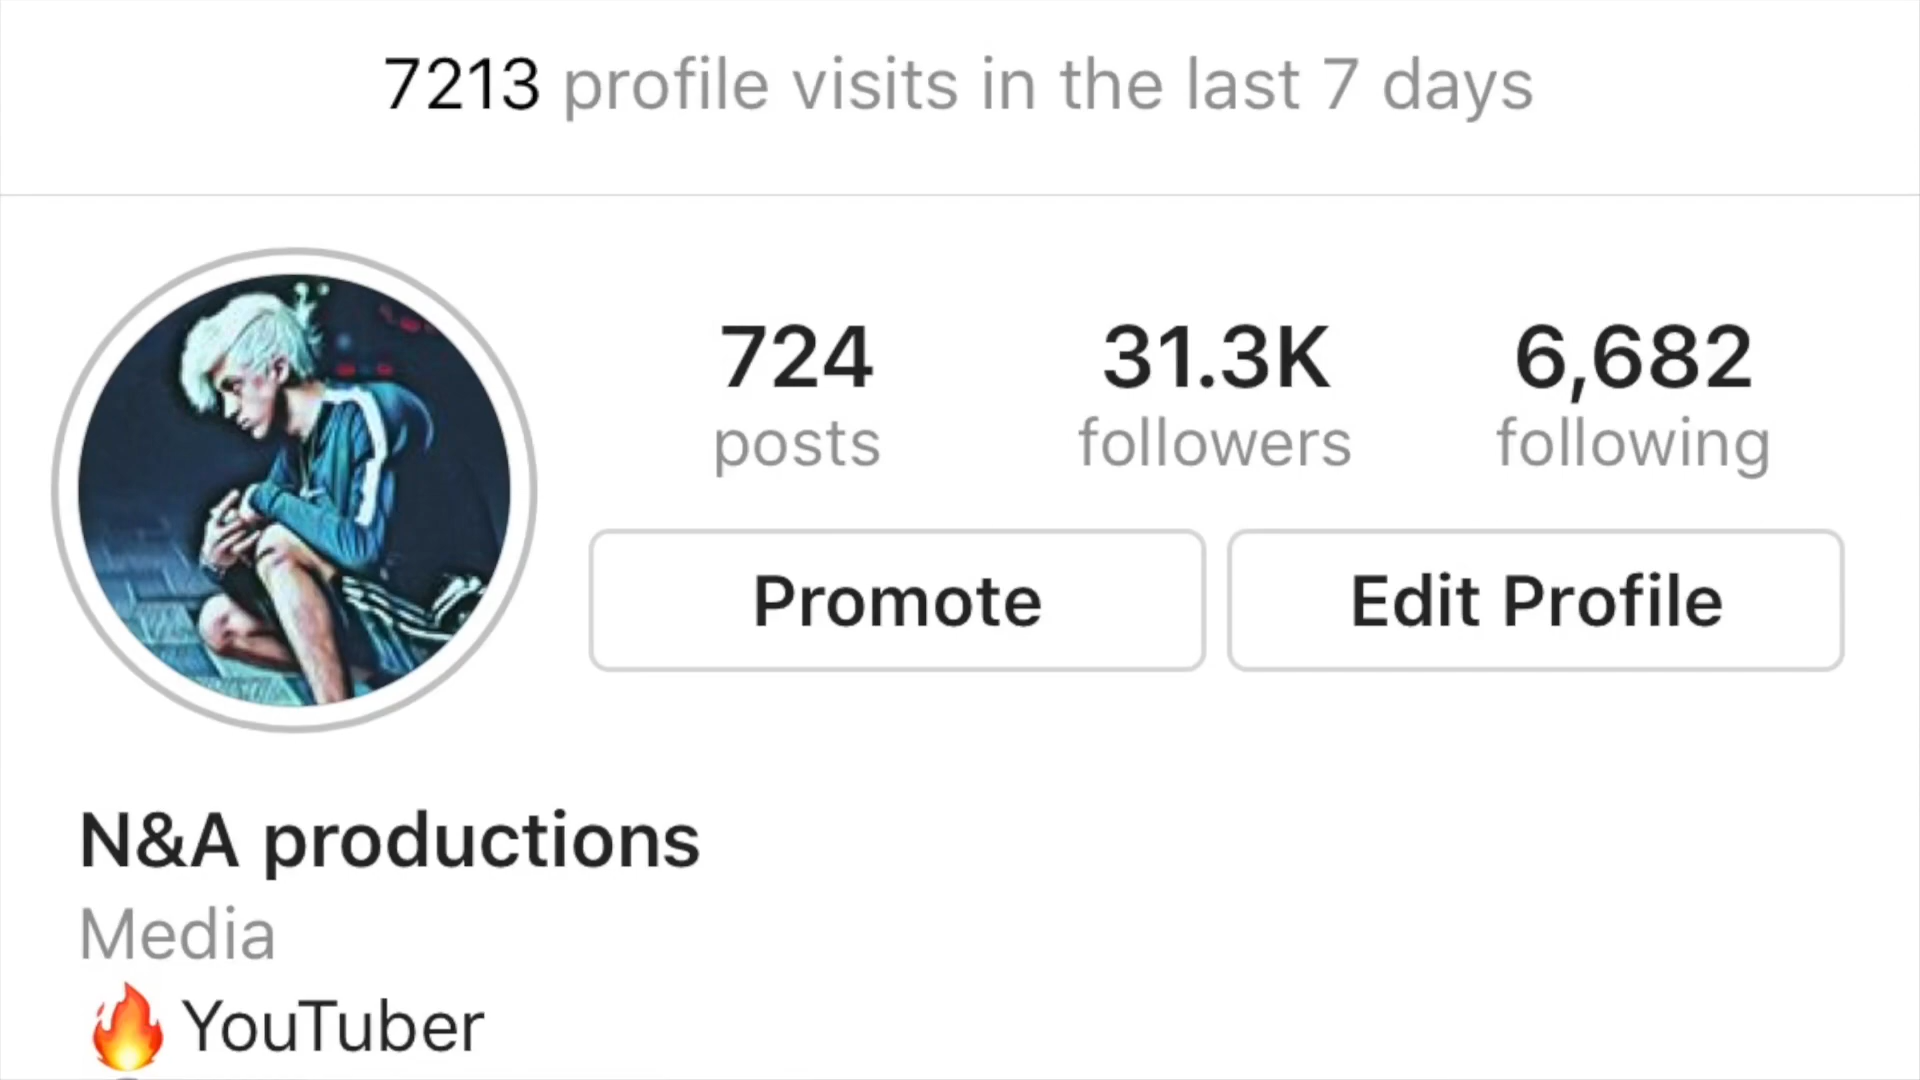 7213 profile visits in the last 7 days
724 31.3K 6,682
posts followers following
Promote Edit Profile
N&A productions
Media
🔥 YouTuber